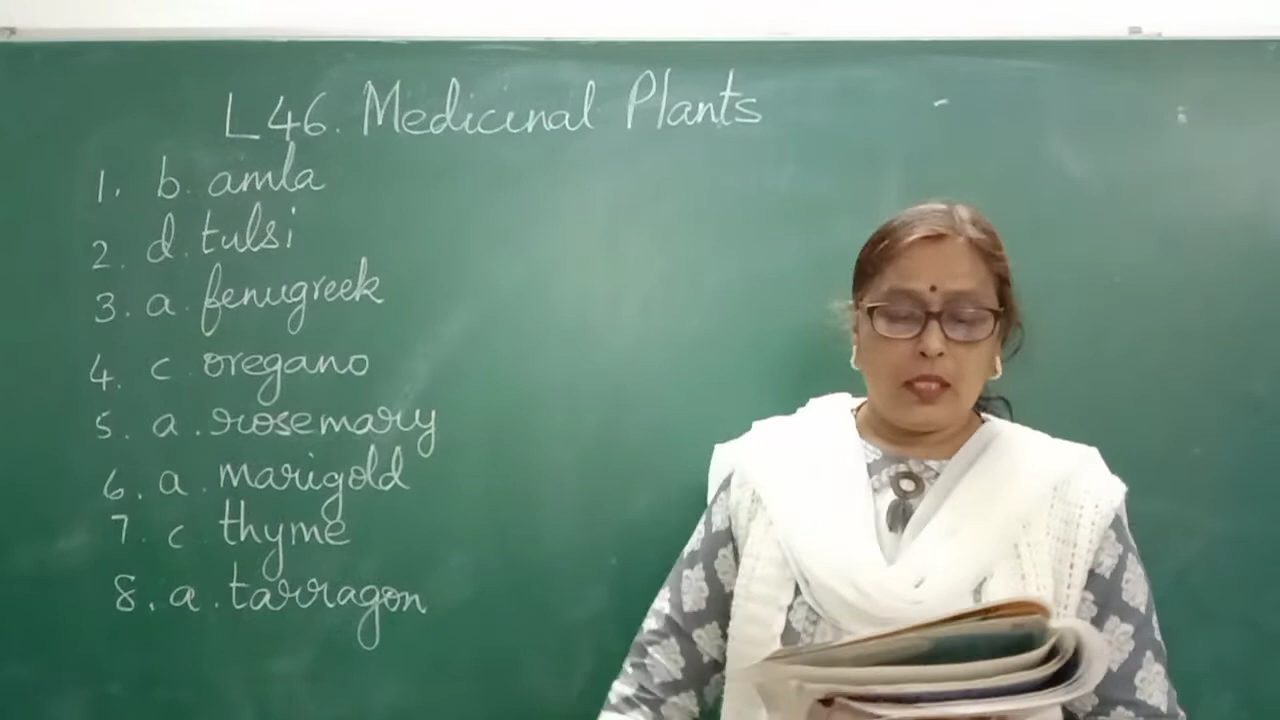 L46. Medicinal Plants
1. b. amla
2. d. tulsi
3. a. fenugreek
4. c. oregano
5. a. rosemary
6. a. marigold
7. c thyme
8. a. tarragon